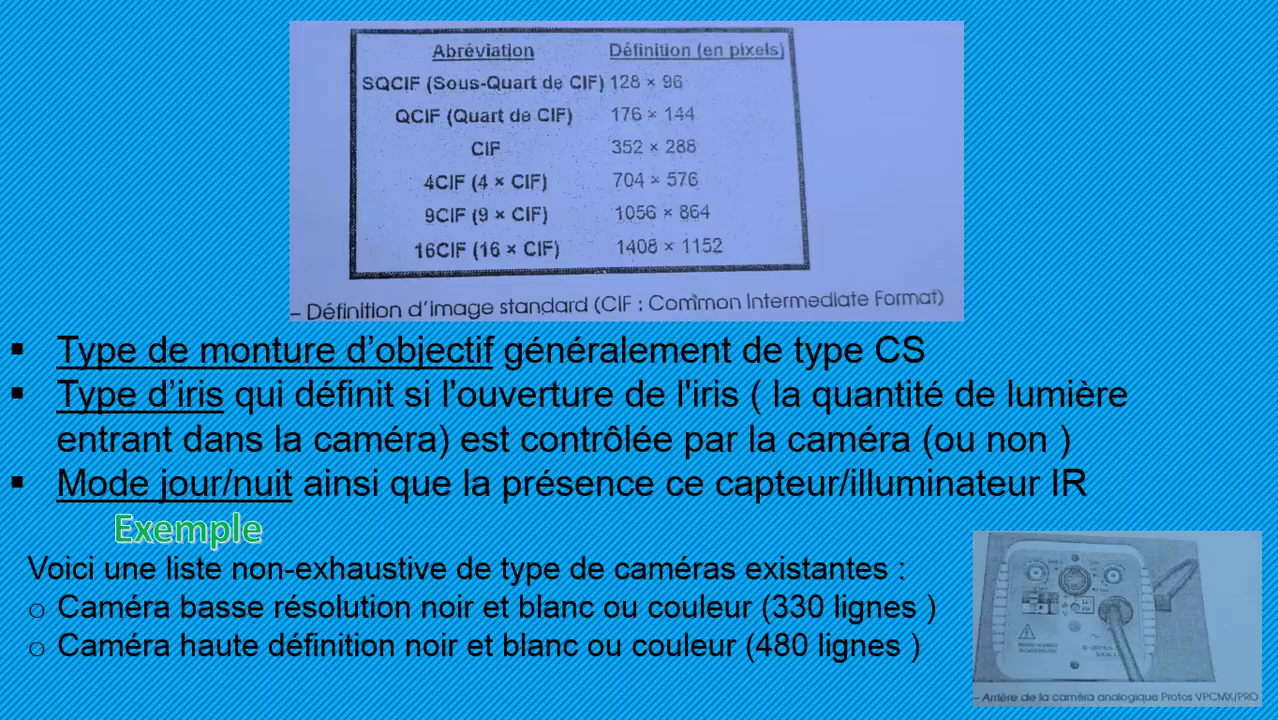 Abréviation Définition (en pixels)
SQCIF (Sous-Quart de CIF) 128 × 96
QCIF (Quart de CIF) 176 × 144
CIF 352 × 288
4CIF (4 × CIF) 704 × 576
9CIF (9 × CIF) 1056 × 864
16CIF (16 × CIF) 1408 × 1152
– Définition d'image standard (CIF : Common Intermediate Format)
▪ Type de monture d’objectif généralement de type CS
▪ Type d’iris qui définit si l'ouverture de l'iris ( la quantité de lumière
entrant dans la caméra) est contrôlée par la caméra (ou non )
▪ Mode jour/nuit ainsi que la présence ce capteur/illuminateur IR
Exemple
Voici une liste non-exhaustive de type de caméras existantes :
o Caméra basse résolution noir et blanc ou couleur (330 lignes )
o Caméra haute définition noir et blanc ou couleur (480 lignes )
– Arrière de la caméra analogique Protos VPCMX/PRO